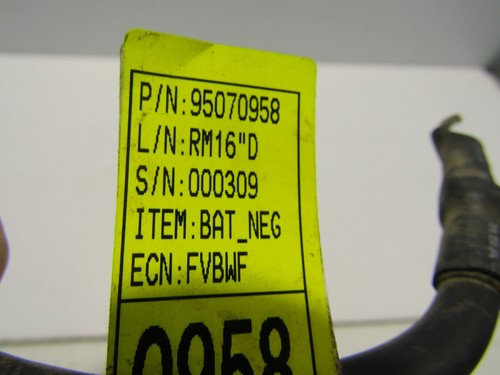 P/N:95070958
L/N:RM16"D
S/N:000309
ITEM:BAT_NEG
ECN:FVBWF
0958